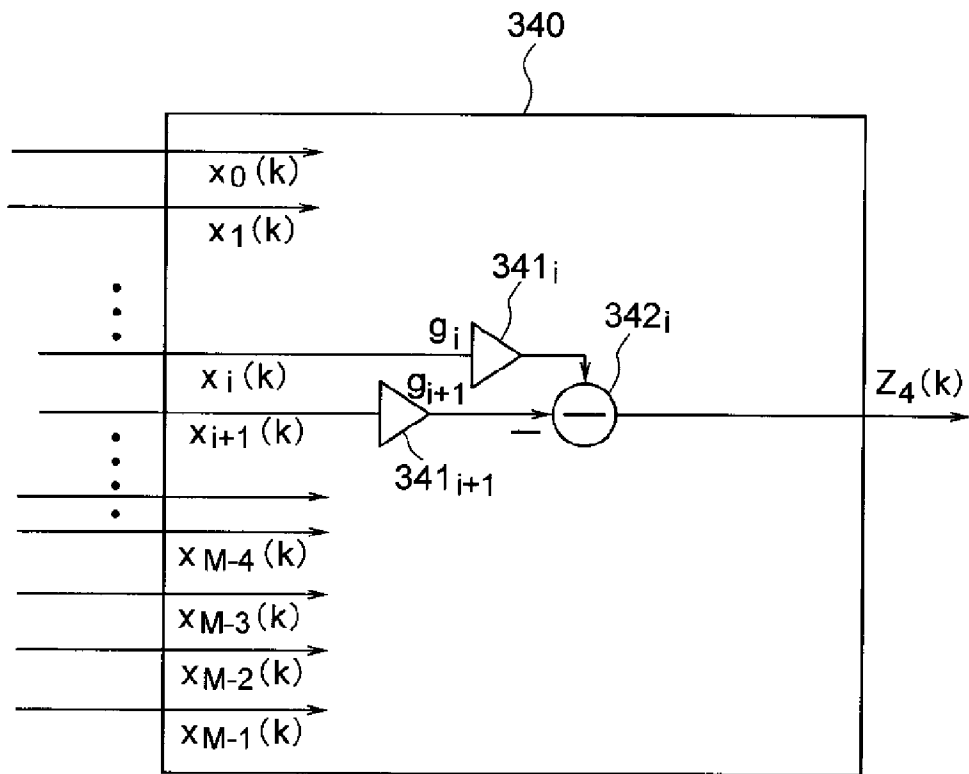 340
x0(k)
x1(k)
341i
gi
342i
xi(k)
gi+1
Z4(k)
xi+1(k)
−
−
341i+1
xM-4(k)
xM-3(k)
xM-2(k)
xM-1(k)